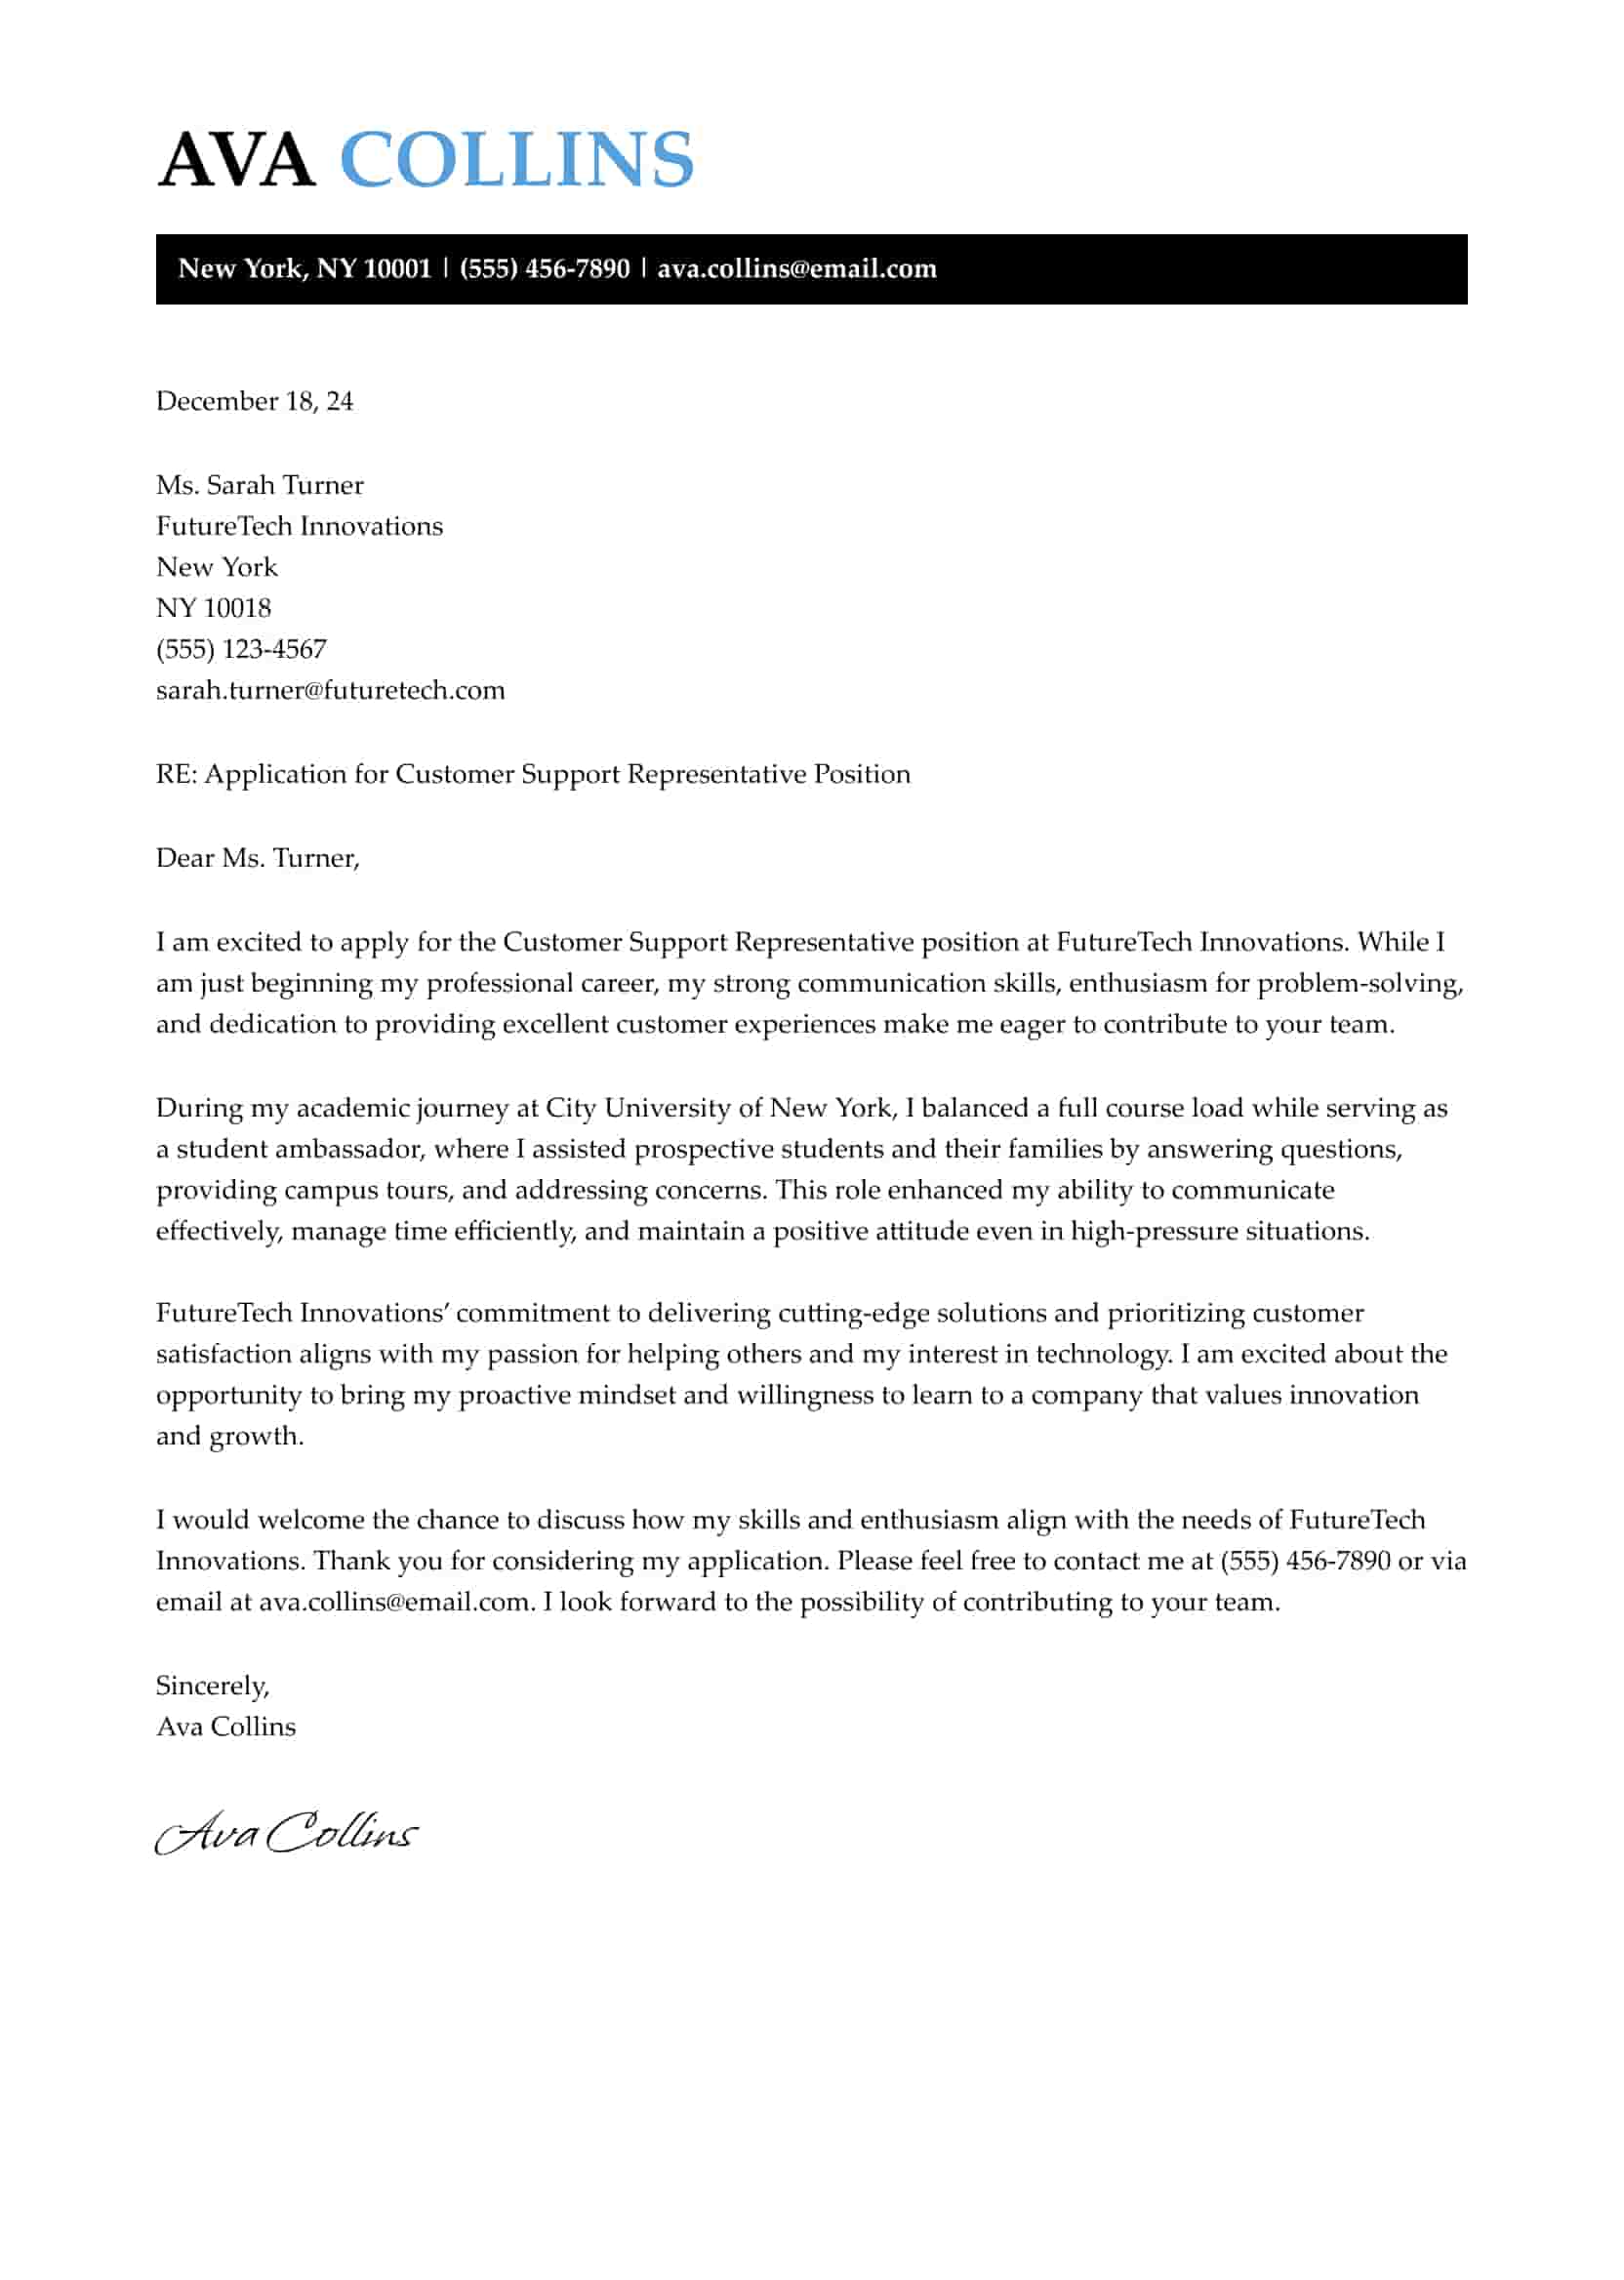 AVA COLLINS
New York, NY 10001 | (555) 456-7890 | ava.collins@email.com
December 18, 24
Ms. Sarah Turner
FutureTech Innovations
New York
NY 10018
(555) 123-4567
sarah.turner@futuretech.com
RE: Application for Customer Support Representative Position
Dear Ms. Turner,
I am excited to apply for the Customer Support Representative position at FutureTech Innovations. While I
am just beginning my professional career, my strong communication skills, enthusiasm for problem-solving,
and dedication to providing excellent customer experiences make me eager to contribute to your team.
During my academic journey at City University of New York, I balanced a full course load while serving as
a student ambassador, where I assisted prospective students and their families by answering questions,
providing campus tours, and addressing concerns. This role enhanced my ability to communicate
effectively, manage time efficiently, and maintain a positive attitude even in high-pressure situations.
FutureTech Innovations’ commitment to delivering cutting-edge solutions and prioritizing customer
satisfaction aligns with my passion for helping others and my interest in technology. I am excited about the
opportunity to bring my proactive mindset and willingness to learn to a company that values innovation
and growth.
I would welcome the chance to discuss how my skills and enthusiasm align with the needs of FutureTech
Innovations. Thank you for considering my application. Please feel free to contact me at (555) 456-7890 or via
email at ava.collins@email.com. I look forward to the possibility of contributing to your team.
Sincerely,
Ava Collins
Ava Collins